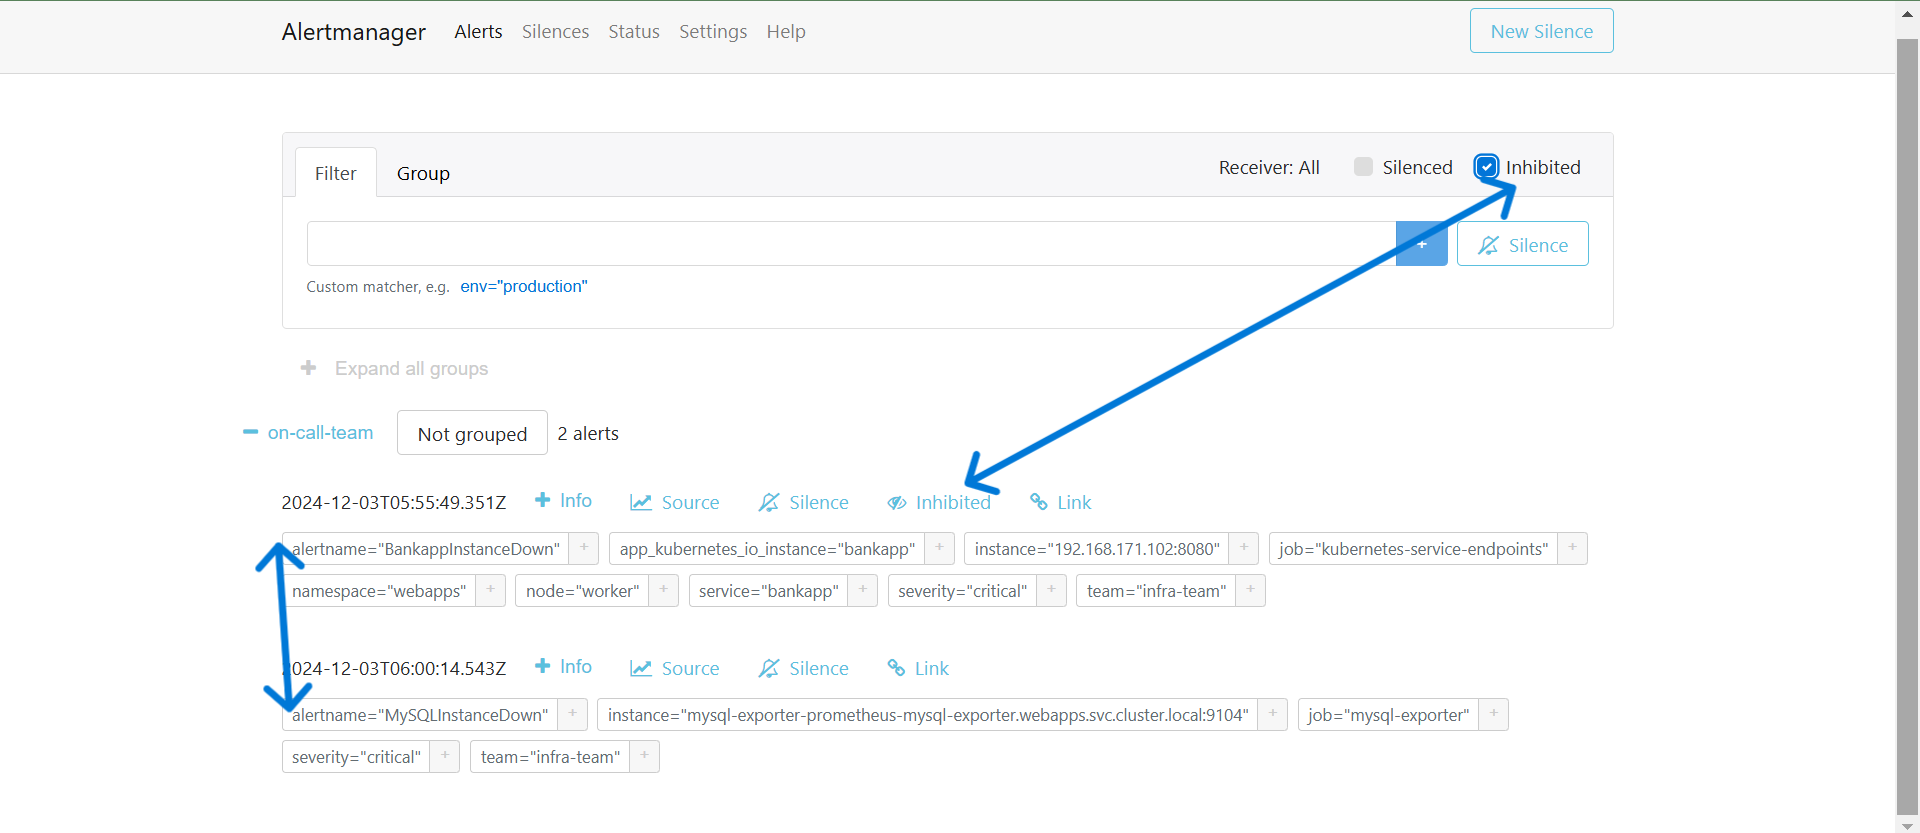 Alertmanager Alerts Silences Status Settings Help New Silence
Filter Group Receiver: All Silenced Inhibited
+ Silence
Custom matcher, e.g. env="production"
+ Expand all groups
on-call-team Not grouped 2 alerts
2024-12-03T05:55:49.351Z + Info Source Silence Inhibited Link
alertname="BankappInstanceDown" + app_kubernetes_io_instance="bankapp" + instance="192.168.171.102:8080" + job="kubernetes-service-endpoints" +
namespace="webapps" + node="worker" + service="bankapp" + severity="critical" + team="infra-team" +
2024-12-03T06:00:14.543Z + Info Source Silence Link
alertname="MySQLInstanceDown" + instance="mysql-exporter-prometheus-mysql-exporter.webapps.svc.cluster.local:9104" + job="mysql-exporter" +
severity="critical" + team="infra-team" +